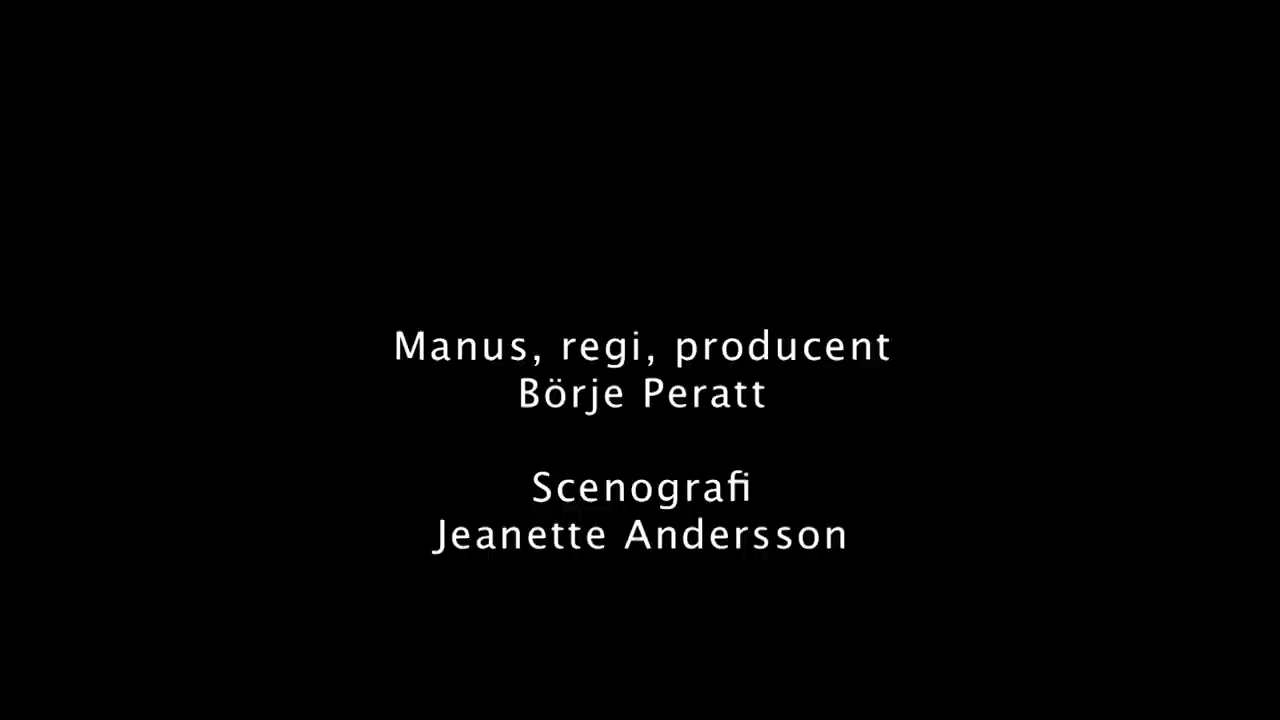 Manus, regi, producent
Börje Peratt
Scenografi
Jeanette Andersson